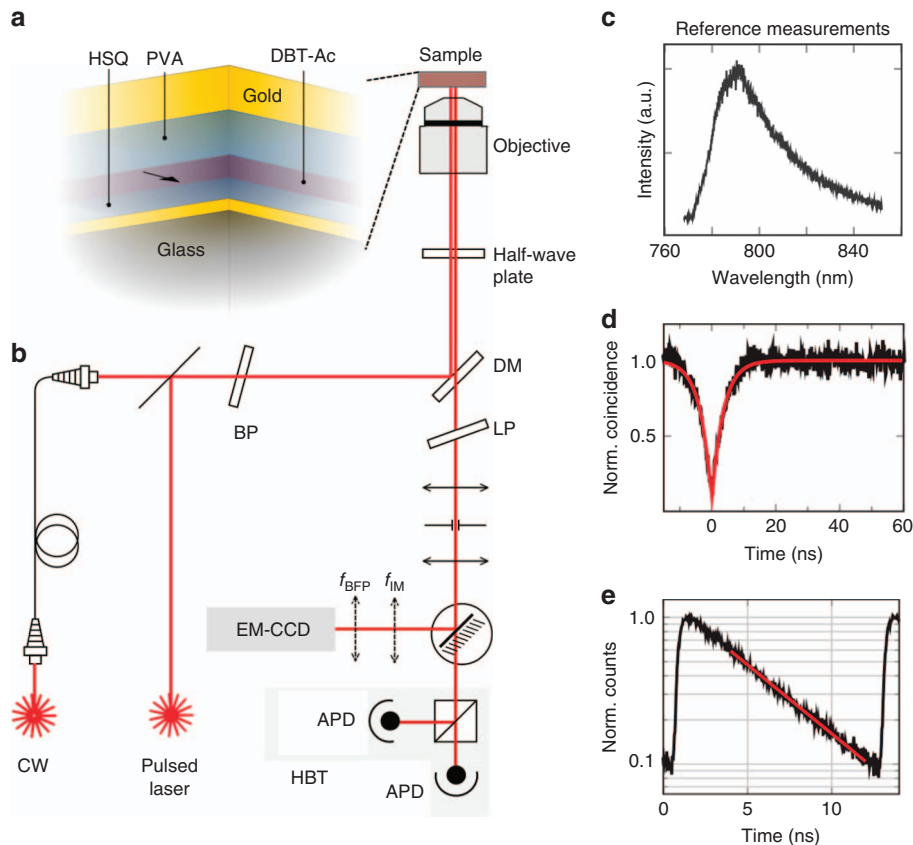 a
HSQ
PVA
DBT-Ac
Gold
Glass
Sample
Objective
Half-wave
plate
b
DM
BP
LP
fBFP
fIM
EM-CCD
APD
HBT
APD
CW
Pulsed
laser
c
Reference measurements
Intensity (a.u.)
760
800
840
Wavelength (nm)
d
Norm. coincidence
1.0
0.5
0
20
40
60
Time (ns)
e
Norm. counts
1.0
0.1
0
5
10
Time (ns)